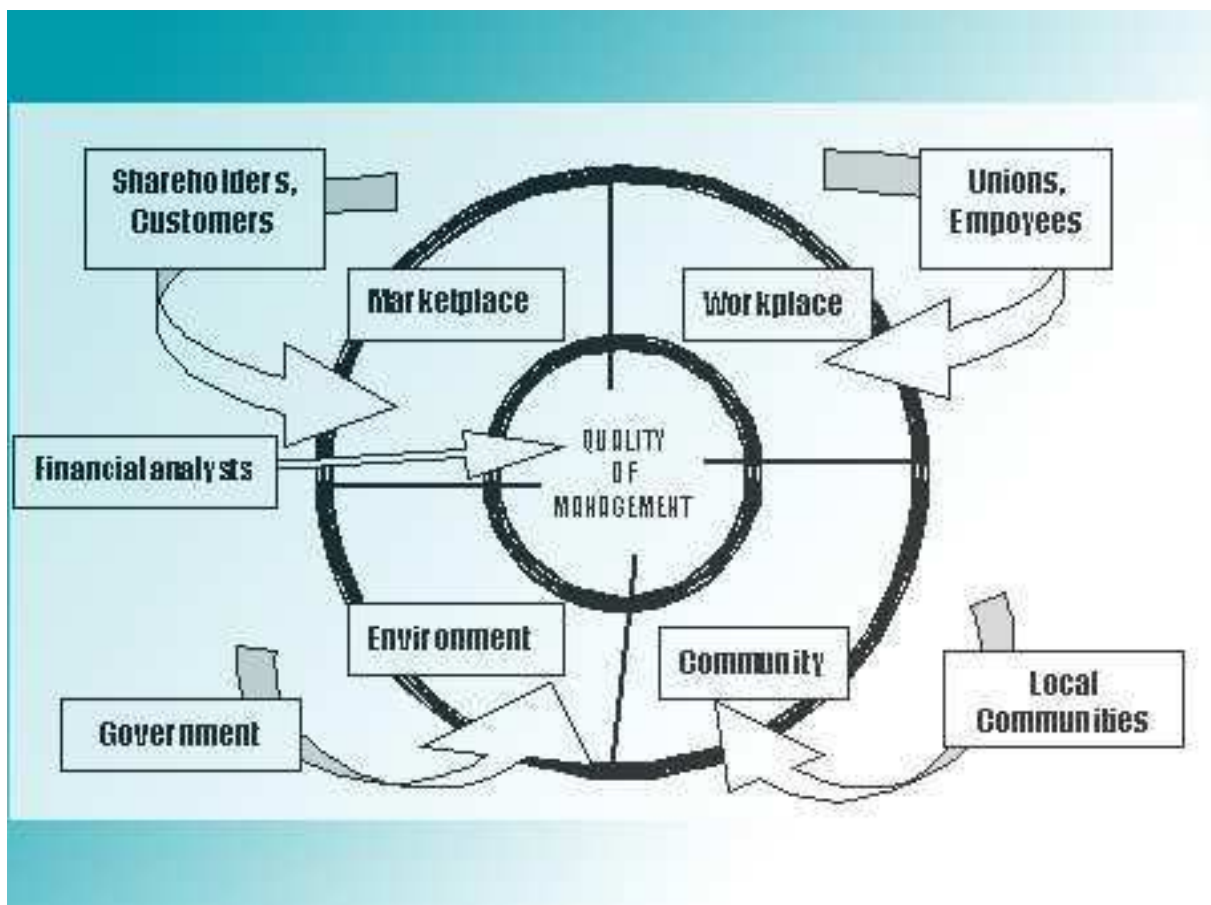 Shareholders,
Customers
Unions,
Empoyees
Marketplace
Workplace
Financial analysts
QUALITY
OF
MANAGEMENT
Environment
Community
Government
Local
Communities